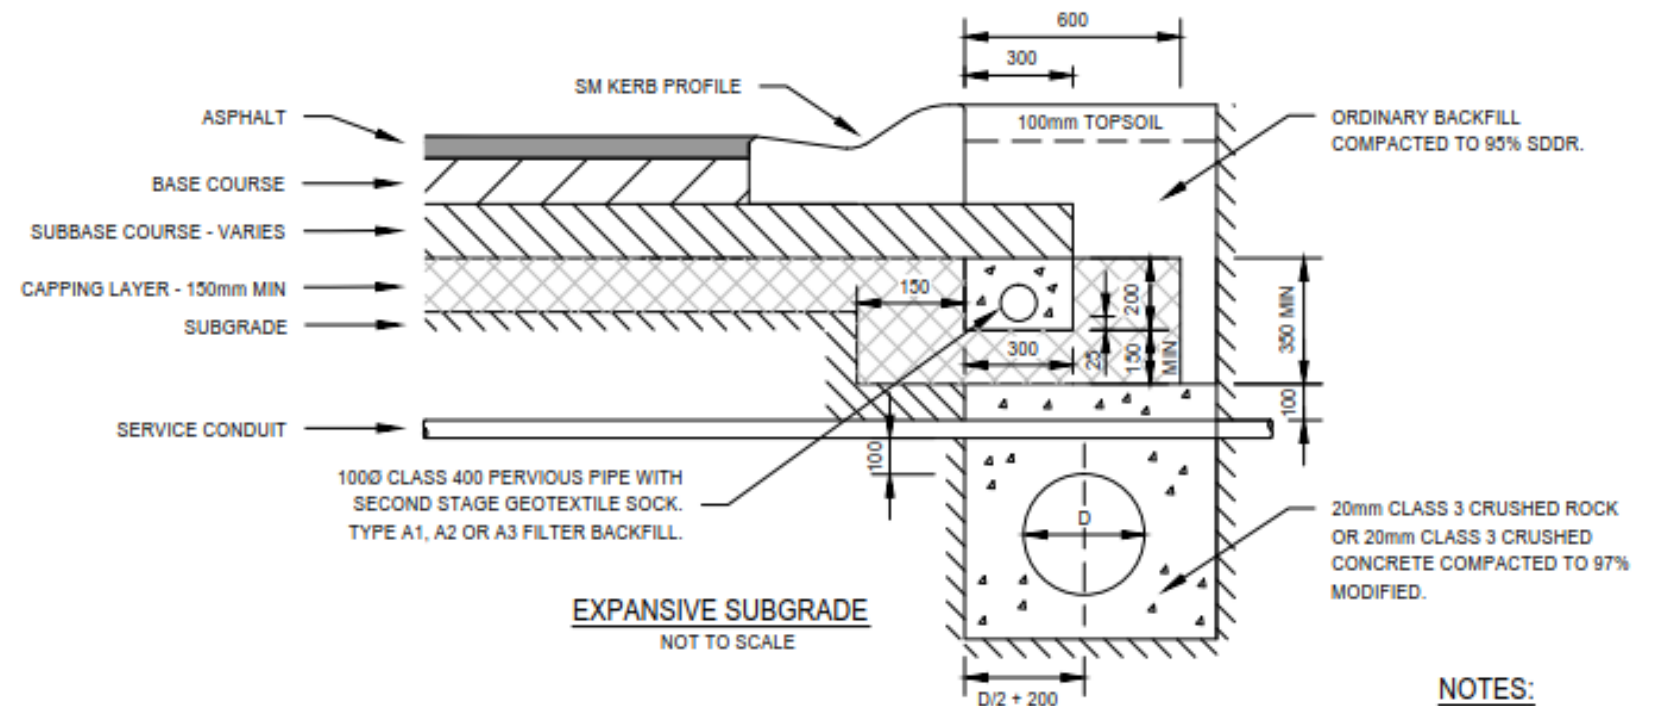 600
300
SM KERB PROFILE
ASPHALT
100mm TOPSOIL
ORDINARY BACKFILL
COMPACTED TO 95% SDDR.
BASE COURSE
SUBBASE COURSE - VARIES
CAPPING LAYER - 150mm MIN
150
200
350 MIN
SUBGRADE
300
25
150
MIN
100
SERVICE CONDUIT
100
100Ø CLASS 400 PERVIOUS PIPE WITH
SECOND STAGE GEOTEXTILE SOCK.
TYPE A1, A2 OR A3 FILTER BACKFILL.
D
20mm CLASS 3 CRUSHED ROCK
OR 20mm CLASS 3 CRUSHED
CONCRETE COMPACTED TO 97%
MODIFIED.
EXPANSIVE SUBGRADE
NOT TO SCALE
D/2 + 200
NOTES: